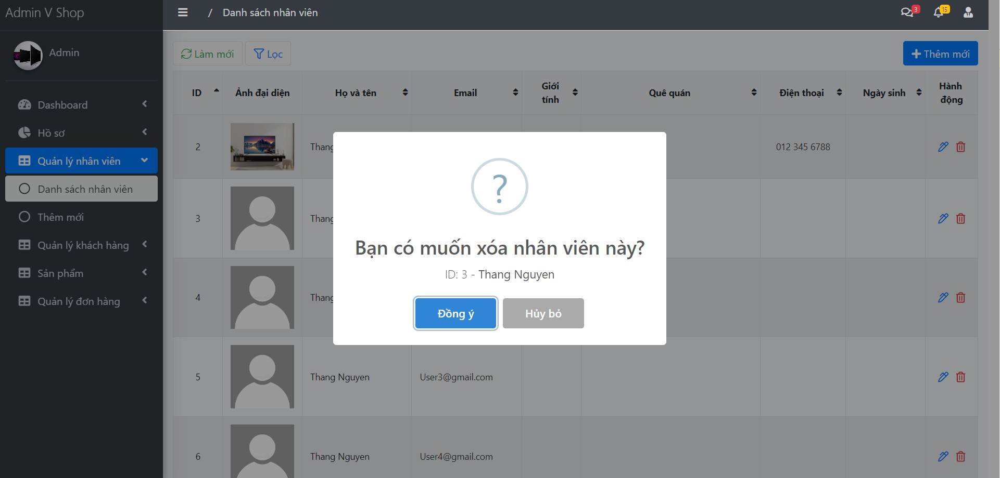 Admin V Shop
/ Danh sách nhân viên
3
15
Admin
Làm mới
Lọc
Thêm mới
Dashboard
Hồ sơ
Quản lý nhân viên
Danh sách nhân viên
Thêm mới
Quản lý khách hàng
Sản phẩm
Quản lý đơn hàng
ID Ảnh đại diện Họ và tên Email Giới tính Quê quán Điện thoại Ngày sinh Hành động
2 Thang 012 345 6788
3 Thang
4 Thang
5 Thang Nguyen User3@gmail.com
6 Thang Nguyen User4@gmail.com
?
Bạn có muốn xóa nhân viên này?
ID: 3 - Thang Nguyen
Đồng ý
Hủy bỏ